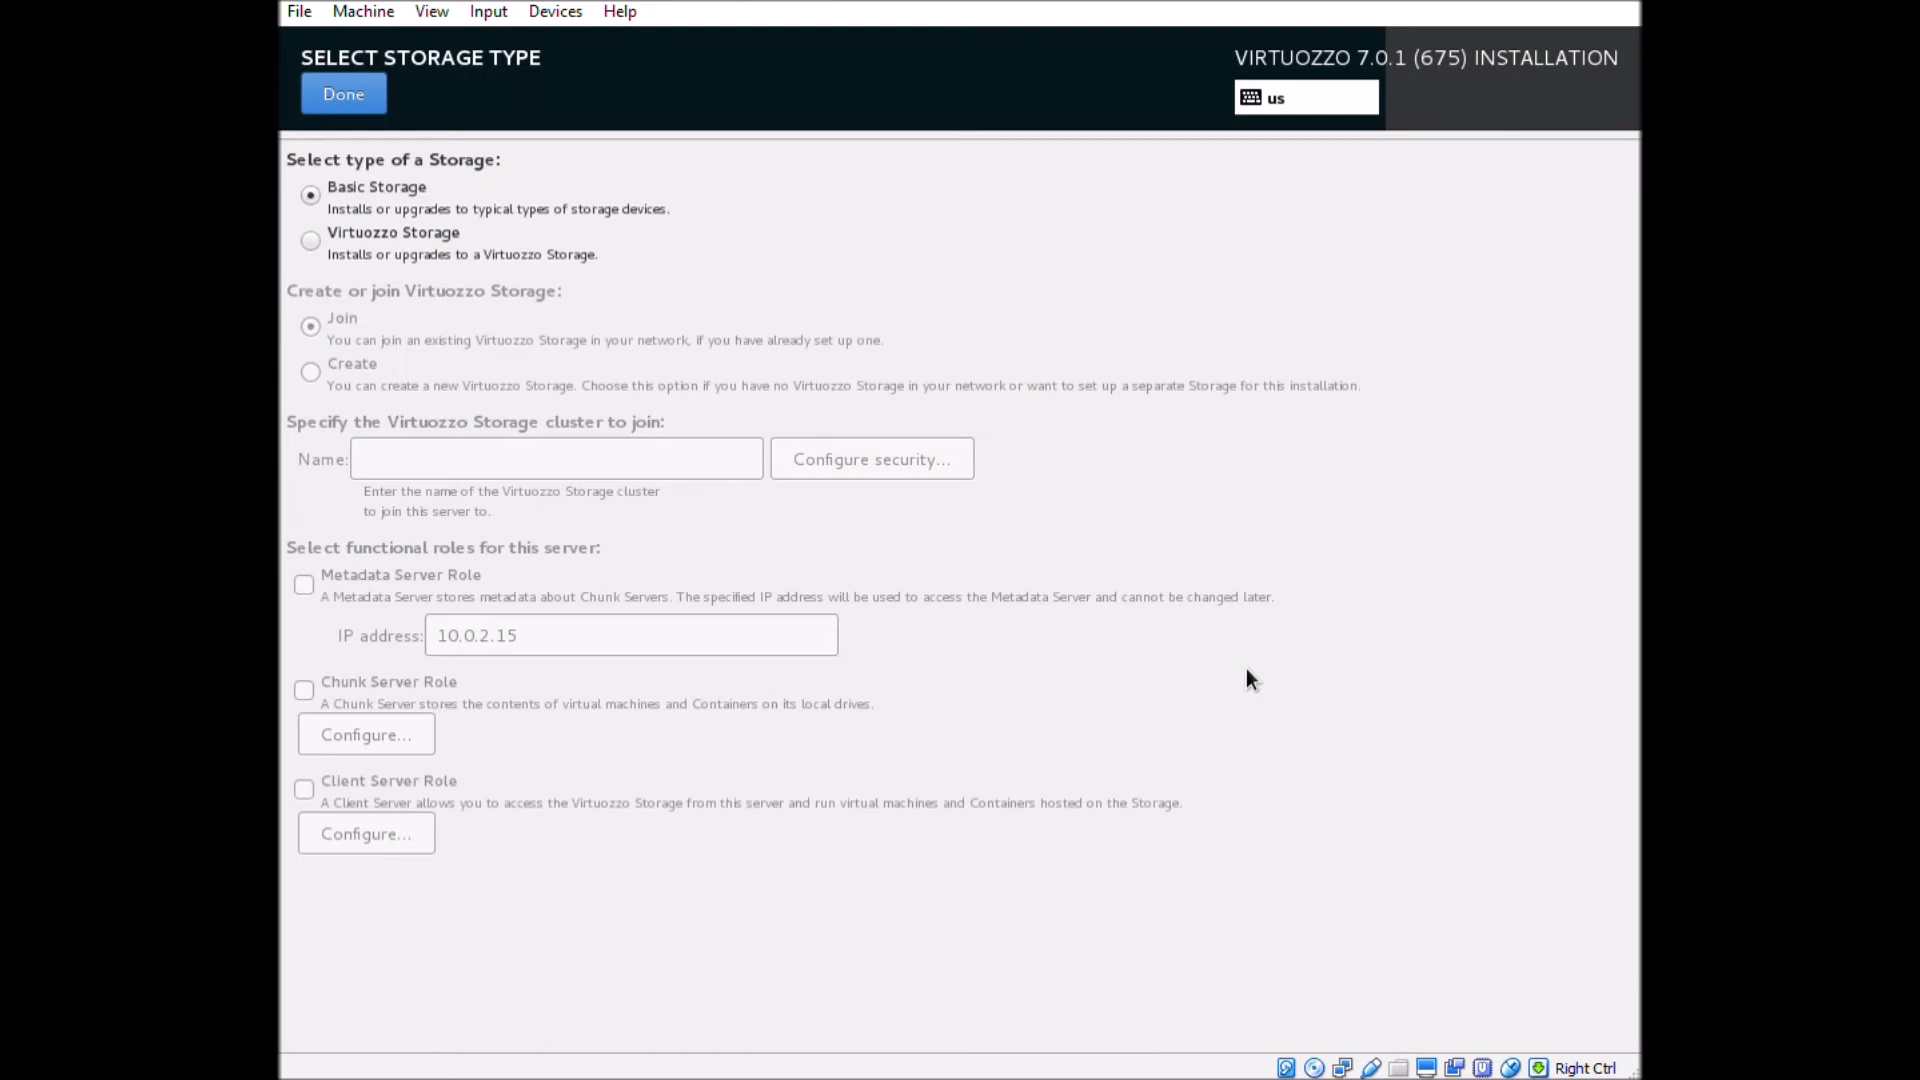 File Machine View Input Devices Help
SELECT STORAGE TYPE
VIRTUOZZO 7.0.1 (675) INSTALLATION
Done
us
Select type of a Storage:
Basic Storage
Installs or upgrades to typical types of storage devices.
Virtuozzo Storage
Installs or upgrades to a Virtuozzo Storage.
Create or join Virtuozzo Storage:
Join
You can join an existing Virtuozzo Storage in your network, if you have already set up one.
Create
You can create a new Virtuozzo Storage. Choose this option if you have no Virtuozzo Storage in your network or want to set up a separate Storage for this installation.
Specify the Virtuozzo Storage cluster to join:
Name: Configure security...
Enter the name of the Virtuozzo Storage cluster
to join this server to.
Select functional roles for this server:
Metadata Server Role
A Metadata Server stores metadata about Chunk Servers. The specified IP address will be used to access the Metadata Server and cannot be changed later.
IP address: 10.0.2.15
Chunk Server Role
A Chunk Server stores the contents of virtual machines and Containers on its local drives.
Configure...
Client Server Role
A Client Server allows you to access the Virtuozzo Storage from this server and run virtual machines and Containers hosted on the Storage.
Configure...
Right Ctrl